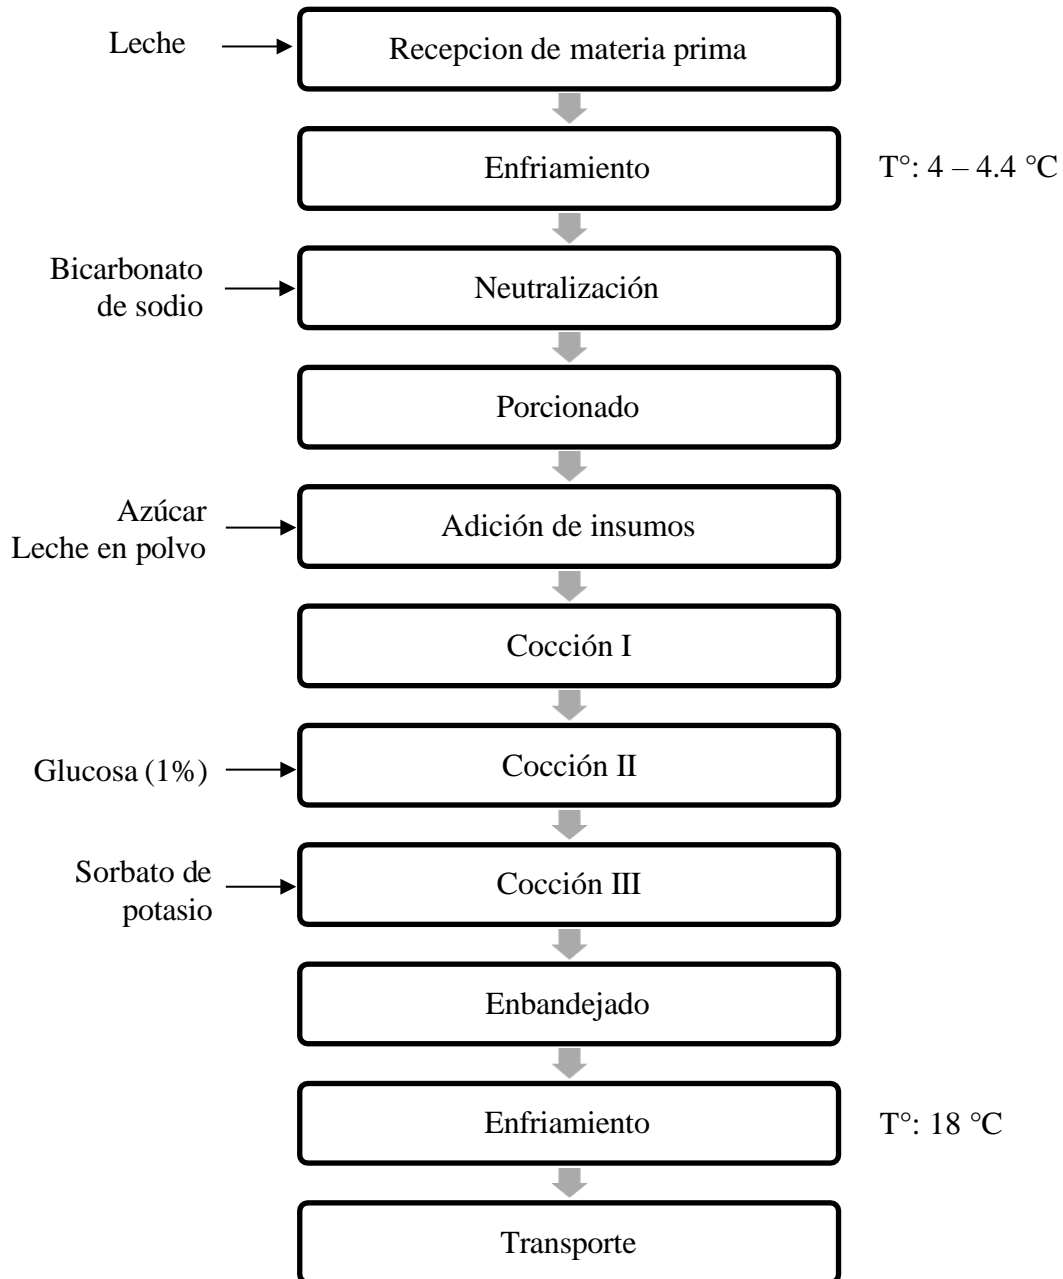 Leche
Recepcion de materia prima
Enfriamiento
T°: 4 – 4.4 °C
Bicarbonato
de sodio
Neutralización
Porcionado
Azúcar
Leche en polvo
Adición de insumos
Cocción I
Glucosa (1%)
Cocción II
Sorbato de
potasio
Cocción III
Enbandejado
Enfriamiento
T°: 18 °C
Transporte